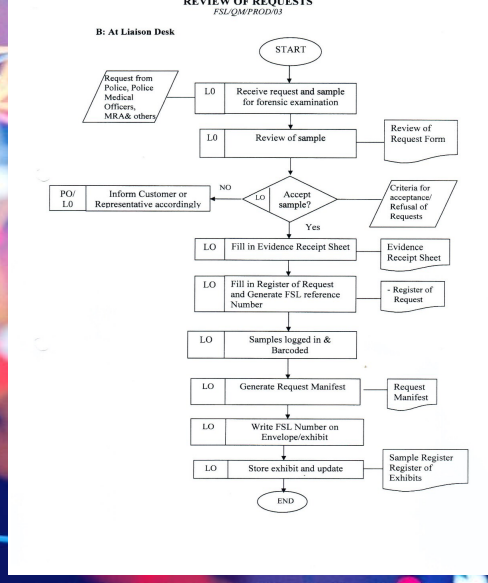 REVIEW OF REQUESTS
FSL/QM/PROD/03
B: At Liaison Desk
START
Request from
Police, Police
Medical
Officers,
MRA& others
L0
Receive request and sample
for forensic examination
L0
Review of sample
Review of
Request Form
PO/
L0
Inform Customer or
Representative accordingly
NO
LO
Accept
sample?
Criteria for
acceptance/
Refusal of
Requests
Yes
LO
Fill in Evidence Receipt Sheet
Evidence
Receipt Sheet
LO
Fill in Register of Request
and Generate FSL reference
Number
- Register of
Request
LO
Samples logged in &
Barcoded
LO
Generate Request Manifest
Request
Manifest
LO
Write FSL Number on
Envelope/exhibit
LO
Store exhibit and update
Sample Register
Register of
Exhibits
END